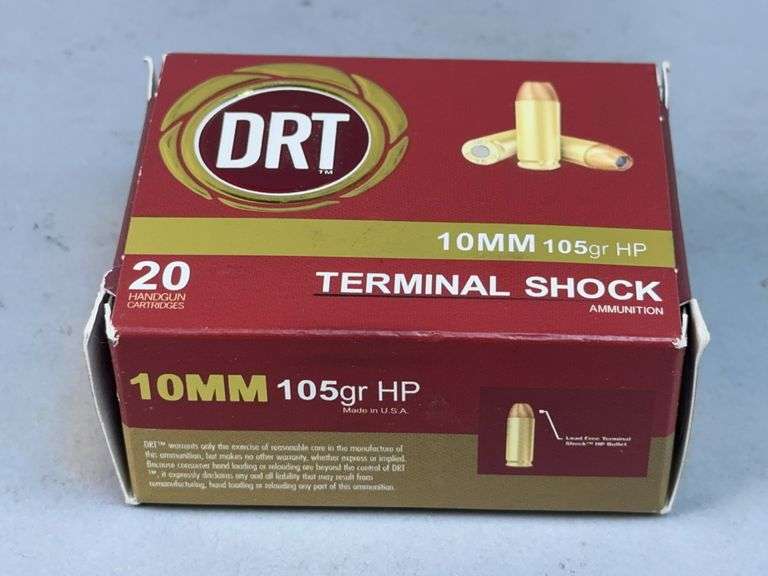 DRT
TM
10MM 105gr HP
20
HANDGUN
CARTRIDGES
TERMINAL SHOCK
AMMUNITION
10MM 105gr HP
Made in U.S.A.
Lead Free Terminal
Shock™ HP Bullet
DRT™ warrants only the exercise of reasonable care in the manufacture of
this ammunition, but makes no other warranty, whether express or implied.
Because consumer hand loading or reloading are beyond the control of DRT
™, it expressly disclaims any and all liability that may result from
remanufacturing, hand loading or reloading any part of this ammunition.